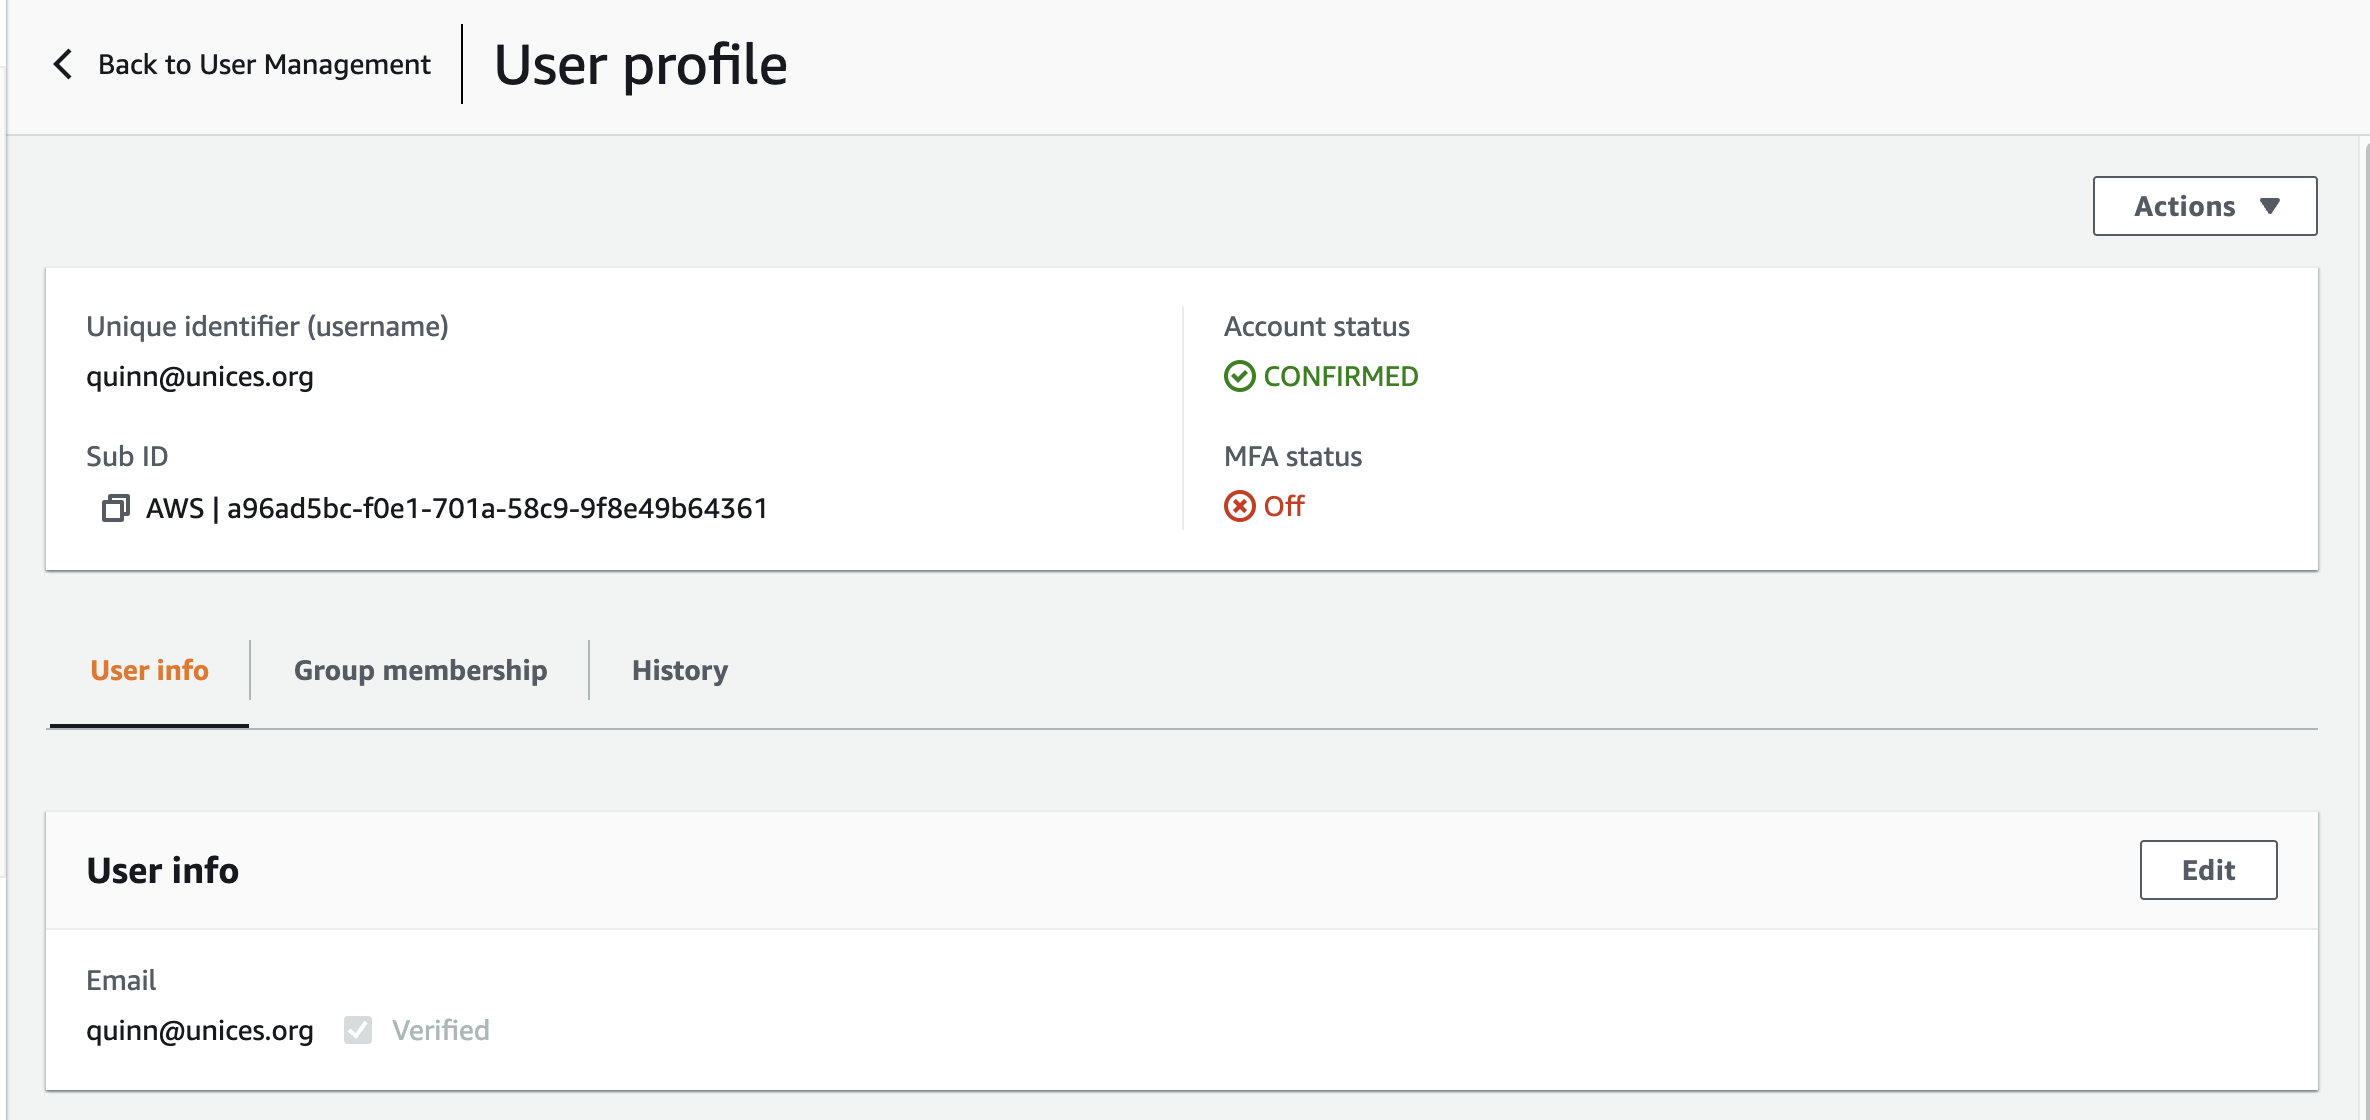 Back to User Management
User profile
Actions
Unique identifier (username)
quinn@unices.org
Sub ID
AWS | a96ad5bc-f0e1-701a-58c9-9f8e49b64361
Account status
CONFIRMED
MFA status
Off
User info
Group membership
History
User info
Edit
Email
quinn@unices.org
Verified